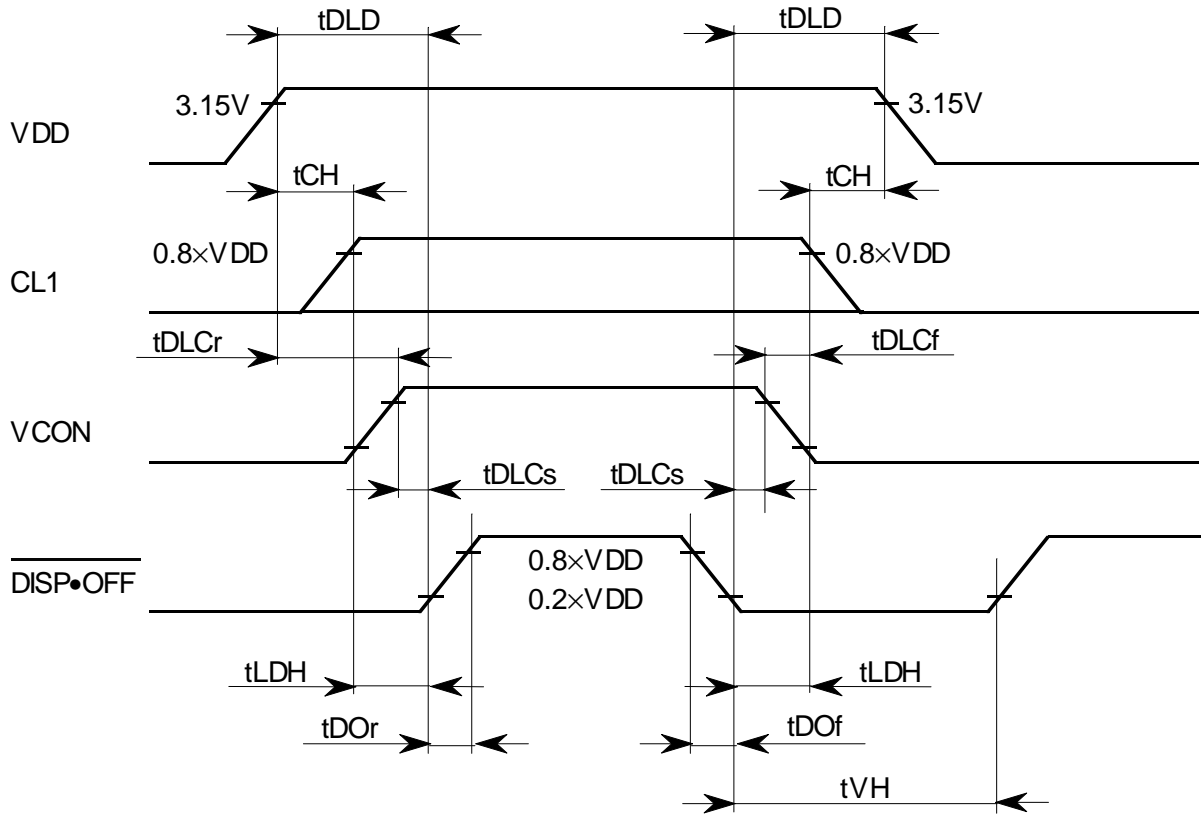 tDLD tDLD
3.15V 3.15V
VDD
tCH tCH
0.8×VDD 0.8×VDD
CL1
tDLCr tDLCf
VCON
tDLCs tDLCs
DISP•OFF
0.8×VDD
0.2×VDD
tLDH tLDH
tDOr tDOf
tVH